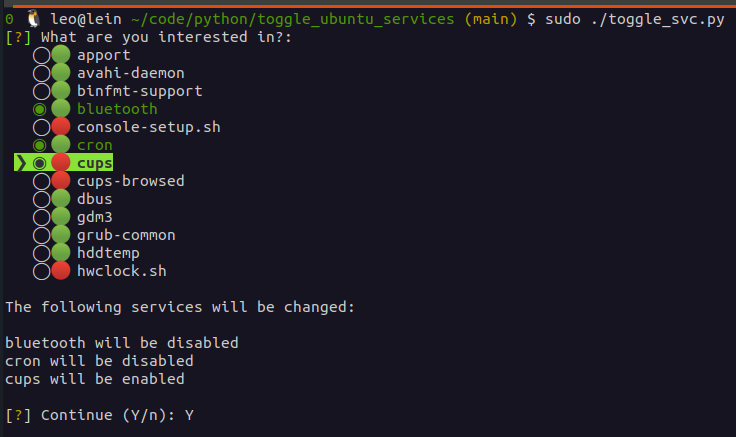 0 🐧 leo@lein ~/code/python/toggle_ubuntu_services (main) $ sudo ./toggle_svc.py
[?] What are you interested in?:
◯🟢 apport
◯🟢 avahi-daemon
◯🟢 binfmt-support
◉🟢 bluetooth
◯🔴 console-setup.sh
◉🟢 cron
❯ ◉🔴 cups
◯🔴 cups-browsed
◯🟢 dbus
◯🟢 gdm3
◯🟢 grub-common
◯🟢 hddtemp
◯🔴 hwclock.sh
The following services will be changed:
bluetooth will be disabled
cron will be disabled
cups will be enabled
[?] Continue (Y/n): Y